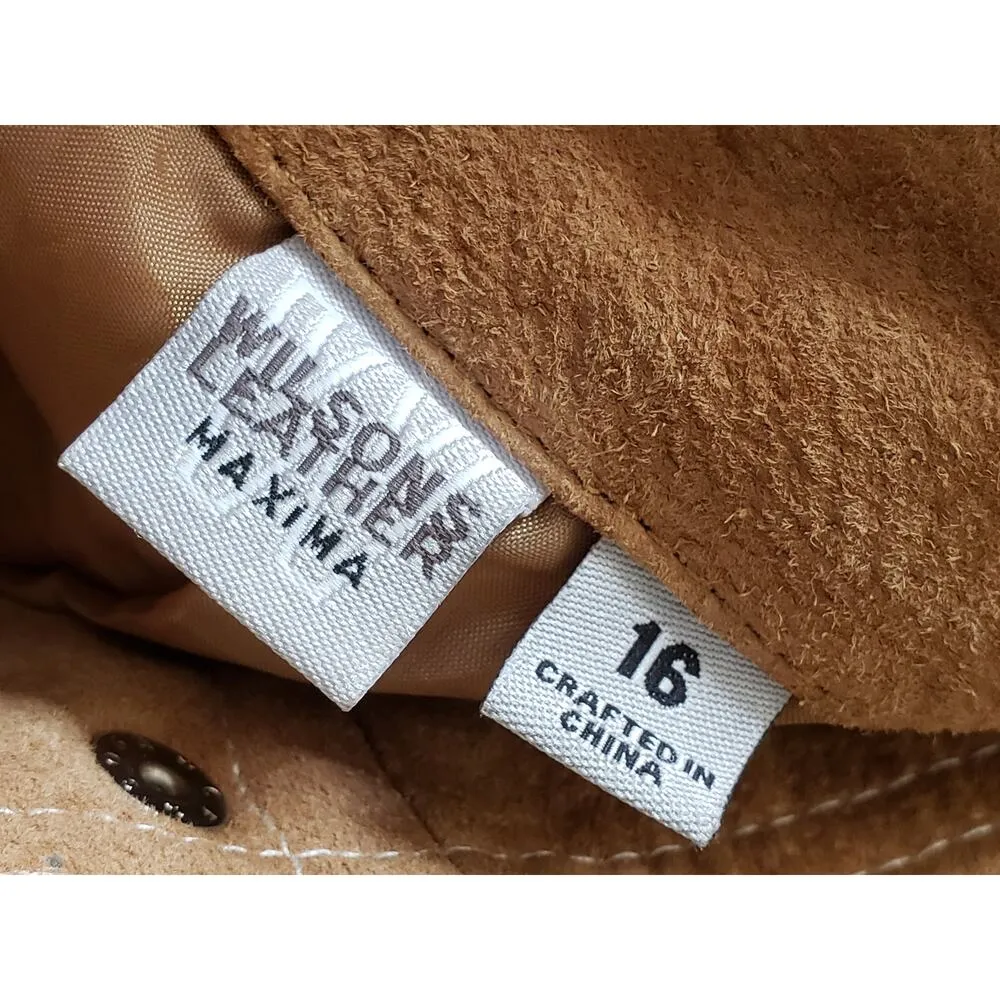 WILSONS
LEATHER
MAXIMA
16
CRAFTED IN
CHINA